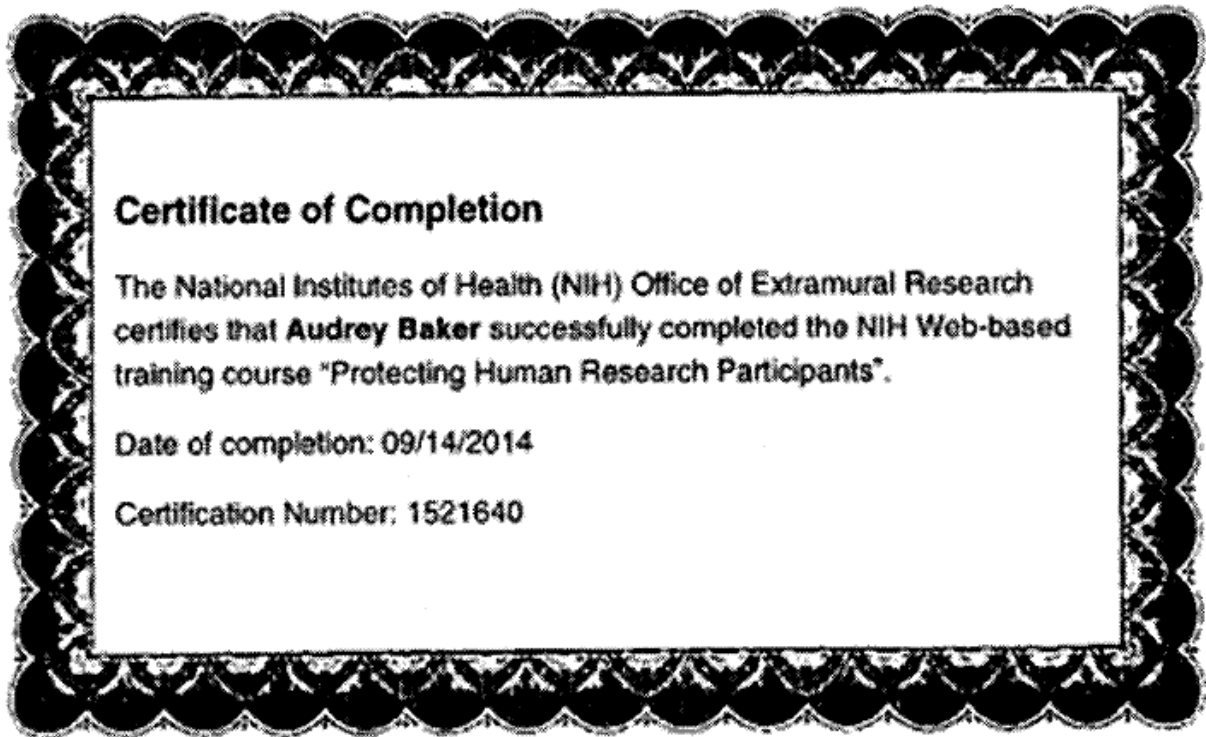 Certificate of Completion
The National Institutes of Health (NIH) Office of Extramural Research
certifies that Audrey Baker successfully completed the NIH Web-based
training course "Protecting Human Research Participants".
Date of completion: 09/14/2014
Certification Number: 1521640